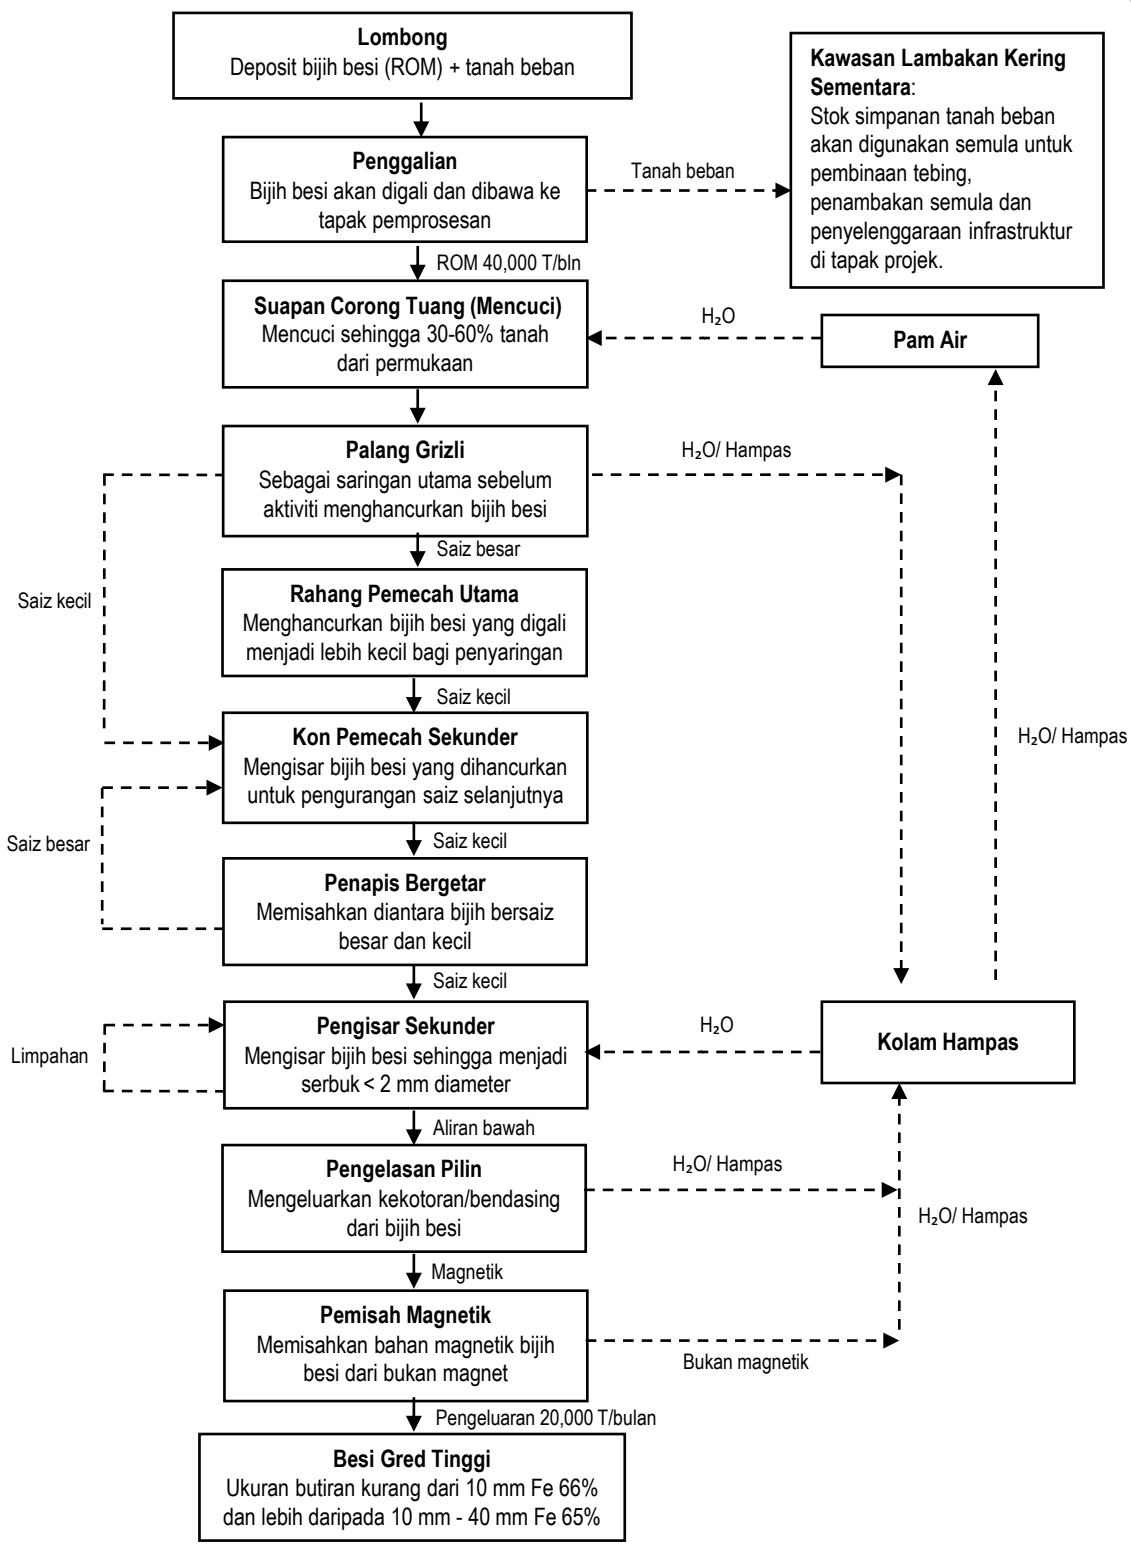 Lombong
Deposit bijih besi (ROM) + tanah beban
Kawasan Lambakan Kering
Sementara:
Stok simpanan tanah beban
akan digunakan semula untuk
pembinaan tebing,
penambakan semula dan
penyelenggaraan infrastruktur
di tapak projek.
Penggalian
Bijih besi akan digali dan dibawa ke
tapak pemprosesan
Tanah beban
ROM 40,000 T/bln
Suapan Corong Tuang (Mencuci)
Mencuci sehingga 30-60% tanah
dari permukaan
H₂O
Pam Air
Palang Grizli
Sebagai saringan utama sebelum
aktiviti menghancurkan bijih besi
H₂O/ Hampas
Saiz besar
Saiz kecil
Rahang Pemecah Utama
Menghancurkan bijih besi yang digali
menjadi lebih kecil bagi penyaringan
Saiz kecil
Kon Pemecah Sekunder
Mengisar bijih besi yang dihancurkan
untuk pengurangan saiz selanjutnya
H₂O/ Hampas
Saiz kecil
Saiz besar
Penapis Bergetar
Memisahkan diantara bijih bersaiz
besar dan kecil
Saiz kecil
Pengisar Sekunder
Mengisar bijih besi sehingga menjadi
serbuk < 2 mm diameter
Limpahan
H₂O
Kolam Hampas
Aliran bawah
Pengelasan Pilin
Mengeluarkan kekotoran/bendasing
dari bijih besi
H₂O/ Hampas
H₂O/ Hampas
Magnetik
Pemisah Magnetik
Memisahkan bahan magnetik bijih
besi dari bukan magnet
Bukan magnetik
Pengeluaran 20,000 T/bulan
Besi Gred Tinggi
Ukuran butiran kurang dari 10 mm Fe 66%
dan lebih daripada 10 mm - 40 mm Fe 65%